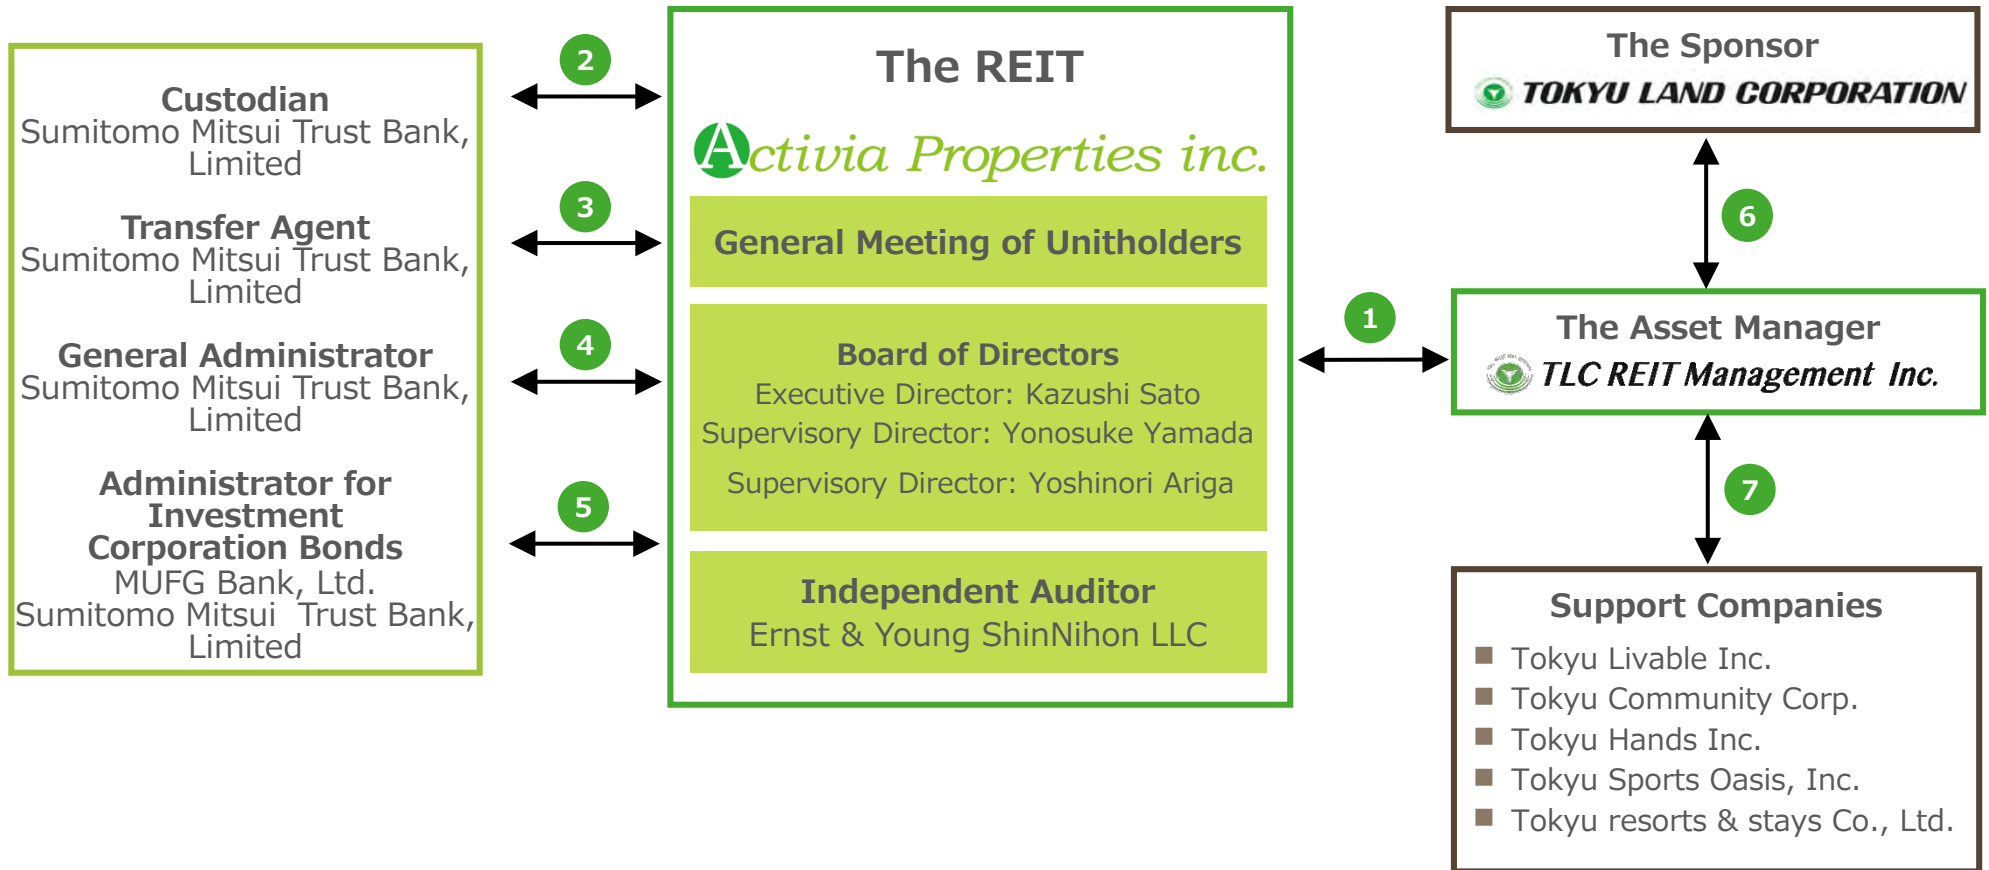 Custodian
Sumitomo Mitsui Trust Bank,
Limited
Transfer Agent
Sumitomo Mitsui Trust Bank,
Limited
General Administrator
Sumitomo Mitsui Trust Bank,
Limited
Administrator for
Investment
Corporation Bonds
MUFG Bank, Ltd.
Sumitomo Mitsui Trust Bank,
Limited
2
3
4
5
The REIT
Activia Properties inc.
General Meeting of Unitholders
Board of Directors
Executive Director: Kazushi Sato
Supervisory Director: Yonosuke Yamada
Supervisory Director: Yoshinori Ariga
Independent Auditor
Ernst & Young ShinNihon LLC
1
The Sponsor
TOKYU LAND CORPORATION
6
The Asset Manager
TLC REIT Management Inc.
7
Support Companies
■ Tokyu Livable Inc.
■ Tokyu Community Corp.
■ Tokyu Hands Inc.
■ Tokyu Sports Oasis, Inc.
■ Tokyu resorts & stays Co., Ltd.